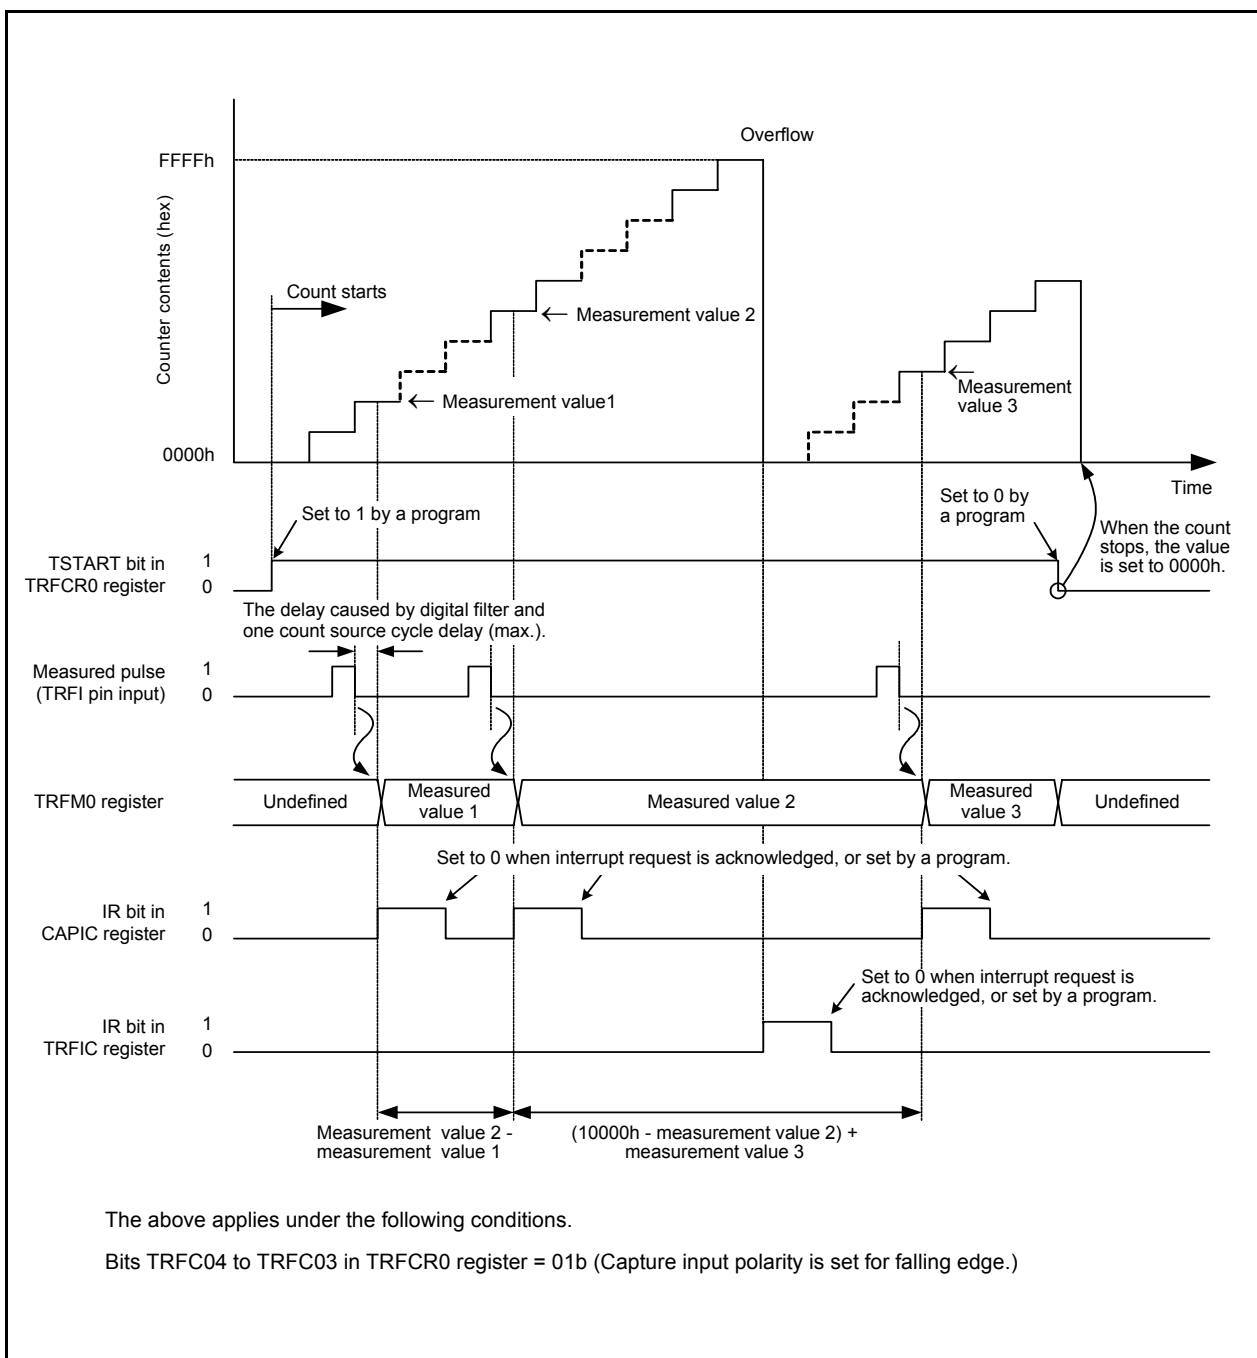 Overflow
FFFFh
Counter contents (hex)
Count starts
← Measurement value 2
← Measurement value1
← Measurement
value 3
0000h
Time
Set to 1 by a program
Set to 0 by
a program
When the count
stops, the value
is set to 0000h.
TSTART bit in
TRFCR0 register
1
0
The delay caused by digital filter and
one count source cycle delay (max.).
Measured pulse
(TRFI pin input)
1
0
TRFM0 register
Undefined
Measured
value 1
Measured value 2
Measured
value 3
Undefined
Set to 0 when interrupt request is acknowledged, or set by a program.
IR bit in
CAPIC register
1
0
Set to 0 when interrupt request is
acknowledged, or set by a program.
IR bit in
TRFIC register
1
0
Measurement value 2 -
measurement value 1
(10000h - measurement value 2) +
measurement value 3
The above applies under the following conditions.
Bits TRFC04 to TRFC03 in TRFCR0 register = 01b (Capture input polarity is set for falling edge.)